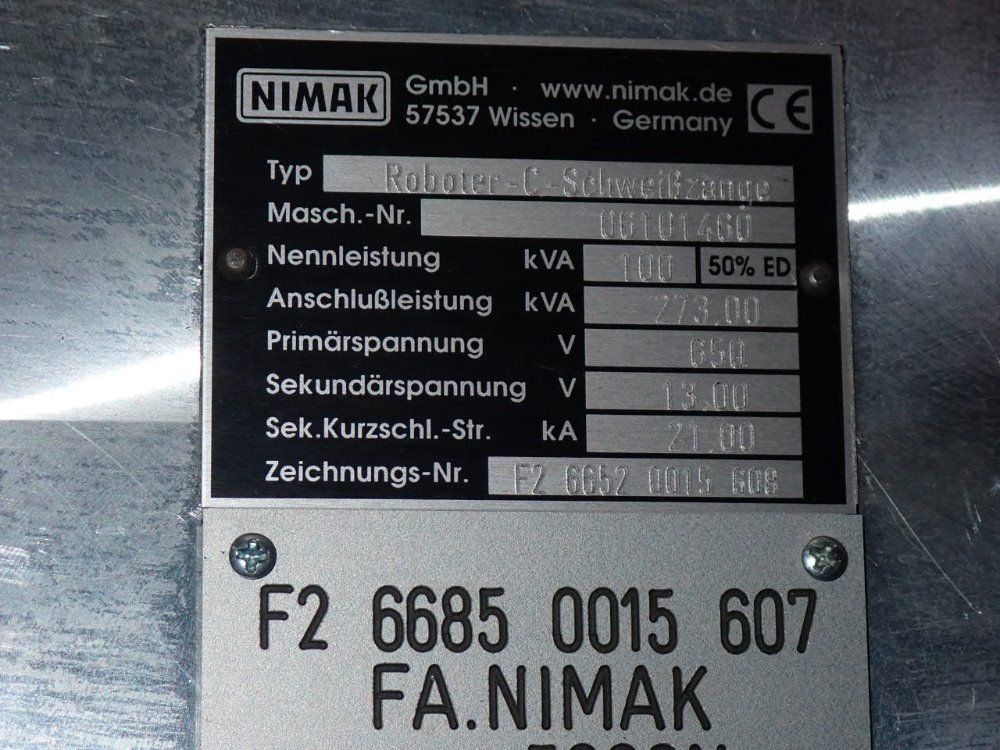 NIMAK GmbH · www.nimak.de CE
57537 Wissen · Germany
Typ Roboter-C-Schweißzange
Masch.-Nr. 06101460
Nennleistung kVA 100 50% ED
Anschlußleistung kVA 273.00
Primärspannung V 650
Sekundärspannung V 13.00
Sek.Kurzschl.-Str. kA 21.00
Zeichnungs-Nr. F2 6652 0015 608
F2 6685 0015 607
FA.NIMAK